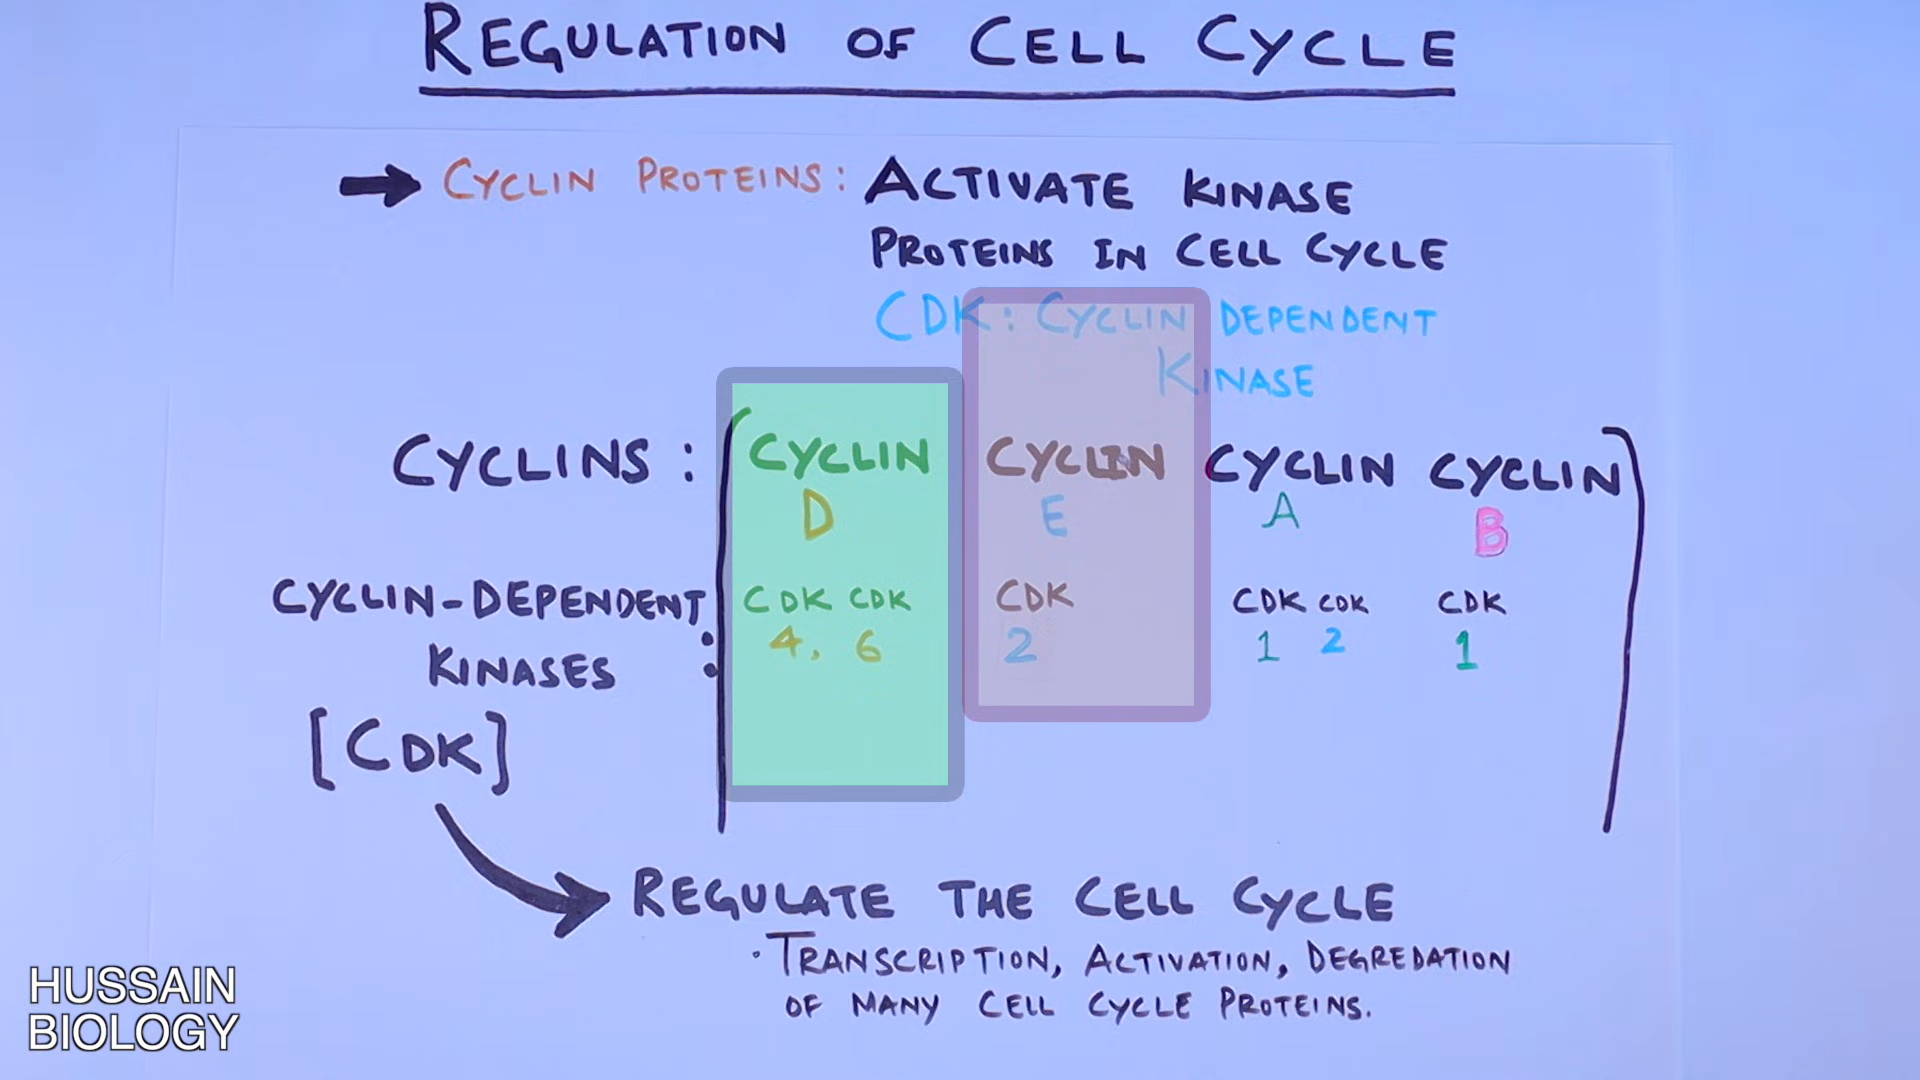 REGULATION OF CELL CYCLE
CYCLIN PROTEINS: ACTIVATE KINASE
PROTEINS IN CELL CYCLE
CDK: CYCLIN DEPENDENT
KINASE
CYCLINS: CYCLIN CYCLIN CYCLIN CYCLIN
D E A B
CYCLIN-DEPENDENT CDK CDK CDK CDK CDK CDK
KINASES : 4, 6 2 1 2 1
[CDK]
REGULATE THE CELL CYCLE
· TRANSCRIPTION, ACTIVATION, DEGREDATION
OF MANY CELL CYCLE PROTEINS.
HUSSAIN
BIOLOGY